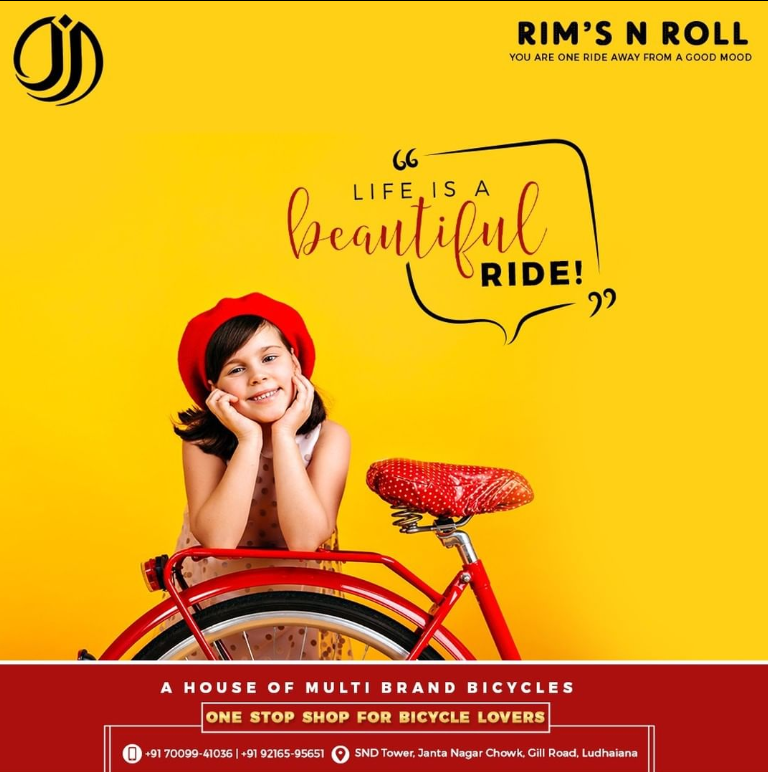 RIM'S N ROLL
YOU ARE ONE RIDE AWAY FROM A GOOD MOOD
“
LIFE IS A
beautiful
RIDE!
”
A HOUSE OF MULTI BRAND BICYCLES
ONE STOP SHOP FOR BICYCLE LOVERS
+91 70099-41036 | +91 92165-95651 SND Tower, Janta Nagar Chowk, Gill Road, Ludhaiana